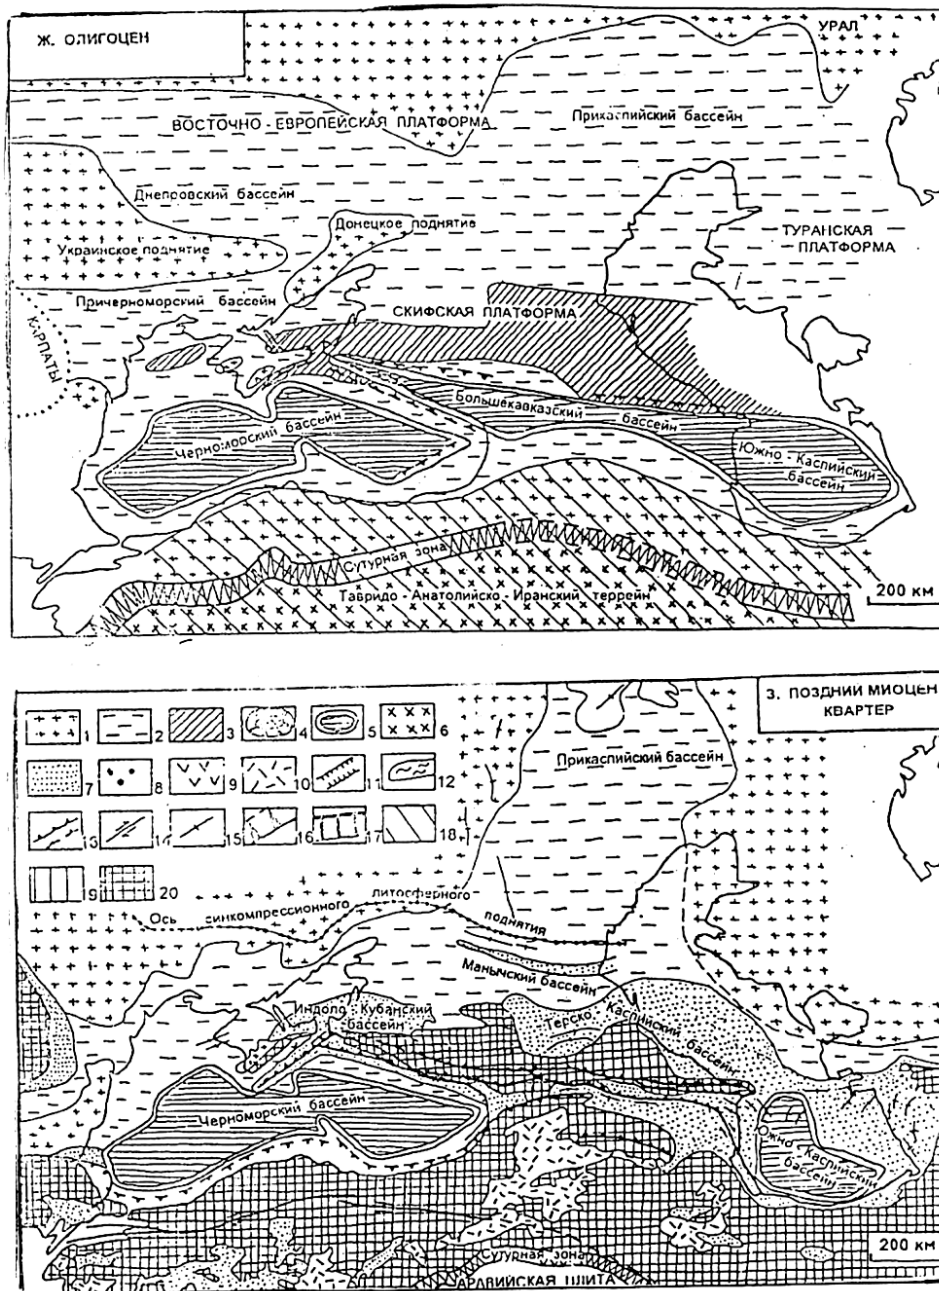 Ж. ОЛИГОЦЕН
УРАЛ
ВОСТОЧНО - ЕВРОПЕЙСКАЯ ПЛАТФОРМА
Прикаспийский бассейн
Днепровский бассейн
Донецкое поднятие
Украинское поднятие
ТУРАНСКАЯ
ПЛАТФОРМА
Причерноморский бассейн
СКИФСКАЯ ПЛАТФОРМА
КАРПАТЫ
Большекавказский бассейн
Черноморский бассейн
Южно - Каспийский
бассейн
Сутурная зона
Тавридо - Анатолийско - Иранский террейн
200 км
З. ПОЗДНИЙ МИОЦЕН
КВАРТЕР
1 2 3 4 5 6
7 8 9 10 11 12
13 14 15 16 17 18
19 20
Прикаспийский бассейн
Ось синкомпрессионного литосферного
поднятия
Манычский бассейн
Индоло - Кубанский
бассейн
Терско - Каспийский
бассейн
Черноморский бассейн
Южно - Каспийский
бассейн
Сутурная зона
АРАВИЙСКАЯ ПЛИТА
200 км